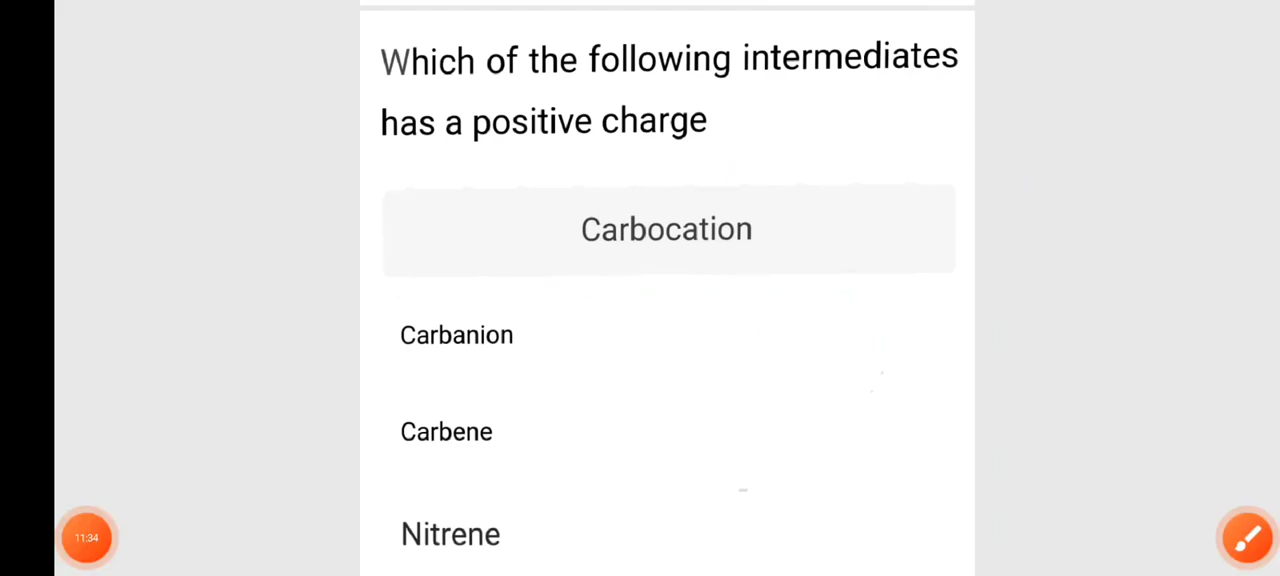 Which of the following intermediates
has a positive charge
Carbocation
Carbanion
Carbene
Nitrene
11:34